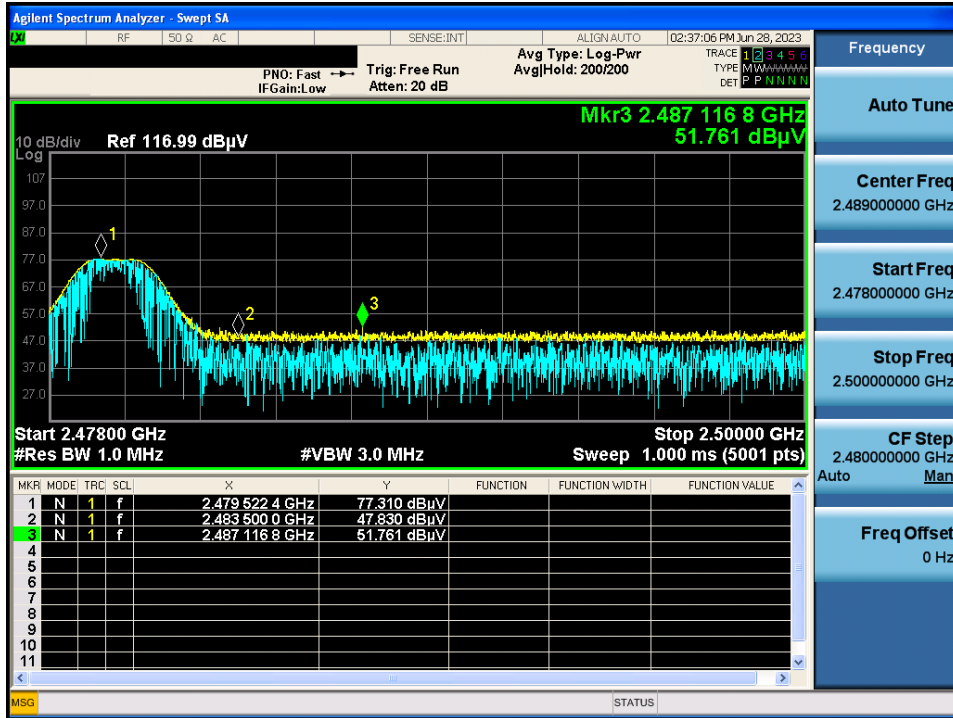 Agilent Spectrum Analyzer - Swept SA
LXI RF 50 Ω AC SENSE:INT ALIGN AUTO 02:37:06 PM Jun 28, 2023
PNO: Fast
IFGain:Low
Trig: Free Run
Atten: 20 dB
Avg Type: Log-Pwr
Avg|Hold: 200/200
TRACE 1 2 3 4 5 6
TYPE M W W W W W
DET P P N N N N
Mkr3 2.487 116 8 GHz
51.761 dBµV
10 dB/div Ref 116.99 dBµV
Log
107
97.0
87.0
77.0
67.0
57.0
47.0
37.0
27.0
1
2
3
Start 2.47800 GHz Stop 2.50000 GHz
#Res BW 1.0 MHz #VBW 3.0 MHz Sweep 1.000 ms (5001 pts)
MKR MODE TRC SCL X Y FUNCTION FUNCTION WIDTH FUNCTION VALUE
1 N 1 f 2.479 522 4 GHz 77.310 dBµV
2 N 1 f 2.483 500 0 GHz 47.830 dBµV
3 N 1 f 2.487 116 8 GHz 51.761 dBµV
4
5
6
7
8
9
10
11
MSG STATUS
Frequency
Auto Tune
Center Freq
2.489000000 GHz
Start Freq
2.478000000 GHz
Stop Freq
2.500000000 GHz
CF Step
2.480000000 GHz
Auto Man
Freq Offset
0 Hz